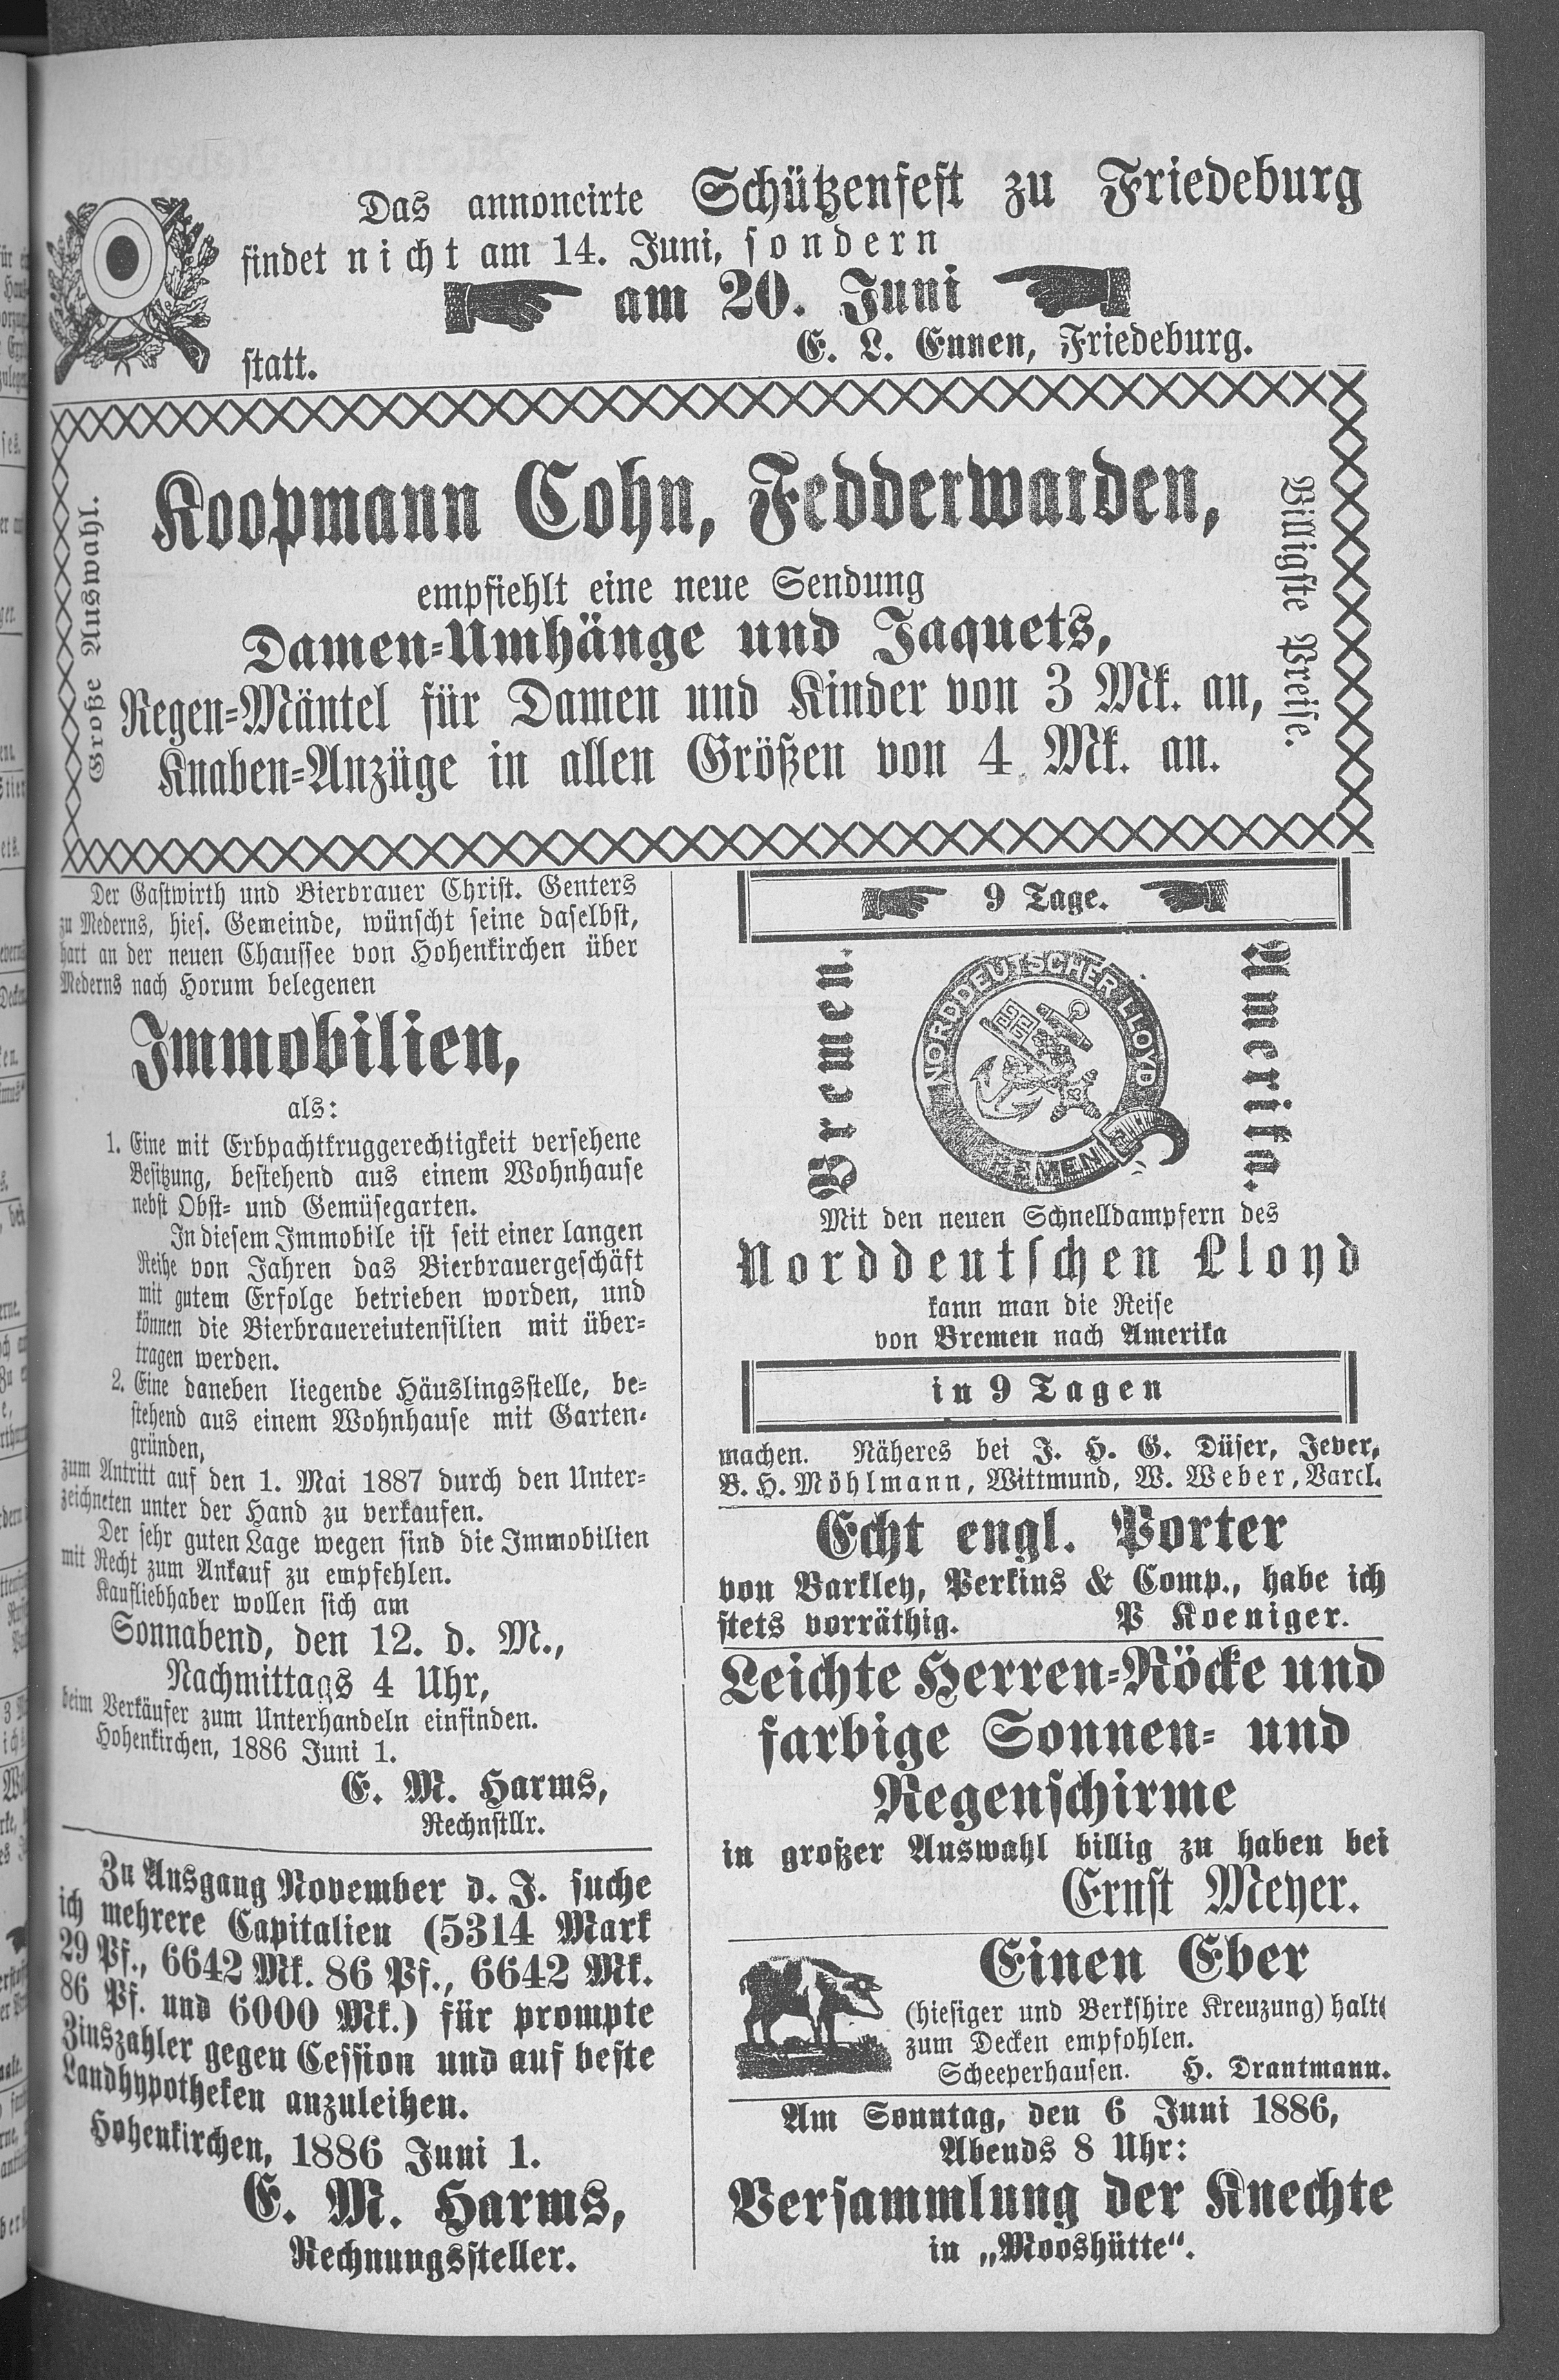 Das annoncirte Schützenfest zu Friedeburg
findet nicht am 14. Juni, sondern
am 20. Juni
statt.
E. L. Ennen, Friedeburg.
Große Auswahl.
Koopmann Cohn, Fedderwarden,
empfiehlt eine neue Sendung
Damen-Umhänge und Jaquets,
Regen-Mäntel für Damen und Kinder von 3 Mk. an,
Knaben-Anzüge in allen Größen von 4 Mk. an.
Billigste Preise.
Der Gastwirth und Bierbrauer Christ. Genters
zu Mederns, hies. Gemeinde, wünscht seine daselbst,
hart an der neuen Chaussee von Hohenkirchen über
Mederns nach Horum belegenen
Immobilien,
als:
1. Eine mit Erbpachtkruggerechtigkeit versehene
Besitzung, bestehend aus einem Wohnhause
nebst Obst- und Gemüsegarten.
In diesem Immobile ist seit einer langen
Reihe von Jahren das Bierbrauergeschäft
mit gutem Erfolge betrieben worden, und
können die Bierbrauereiutensilien mit über-
tragen werden.
2. Eine daneben liegende Häuslingsstelle, be-
stehend aus einem Wohnhause mit Garten-
gründen,
zum Antritt auf den 1. Mai 1887 durch den Unter-
zeichneten unter der Hand zu verkaufen.
Der sehr guten Lage wegen sind die Immobilien
mit Recht zum Ankauf zu empfehlen.
Kaufliebhaber wollen sich am
Sonnabend, den 12. d. M.,
Nachmittags 4 Uhr,
beim Verkäufer zum Unterhandeln einfinden.
Hohenkirchen, 1886 Juni 1.
E. M. Harms,
Rechnstllr.
Zu Ausgang November d. J. suche
ich mehrere Capitalien (5314 Mark
29 Pf., 6642 Mk. 86 Pf., 6642 Mk.
86 Pf. und 6000 Mk.) für prompte
Zinszahler gegen Cession und auf beste
Landhypotheken anzuleihen.
Hohenkirchen, 1886 Juni 1.
E. M. Harms,
Rechnungssteller.
9 Tage.
Bremen.
NORDDEUTSCHER LLOYD
BREMEN
Amerika.
Mit den neuen Schnelldampfern des
Norddeutschen Lloyd
kann man die Reise
von Bremen nach Amerika
in 9 Tagen
machen. Näheres bei J. H. G. Düser, Jever,
B. H. Möhlmann, Wittmund, W. Weber, Varel.
Echt engl. Porter
von Barkley, Perkins & Comp., habe ich
stets vorräthig. P Koeniger.
Leichte Herren-Röcke und
farbige Sonnen- und
Regenschirme
in großer Auswahl billig zu haben bei
Ernst Meyer.
Einen Eber
(hiesiger und Berkshire Kreuzung) halte
zum Decken empfohlen.
Scheeperhausen. H. Drantmann.
Am Sonntag, den 6 Juni 1886,
Abends 8 Uhr:
Versammlung der Knechte
in „Mooshütte“.